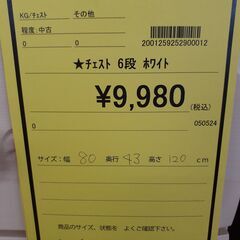 KG/チェスト その他
程度:中古
2001259252900012
0 0
★チェスト 6段 ホワイト
¥9,980(税込)
0 050524
サイズ:幅 80 奥行 43 高さ 120 cm
商品のサイズ、状態を よくご確認下さい。